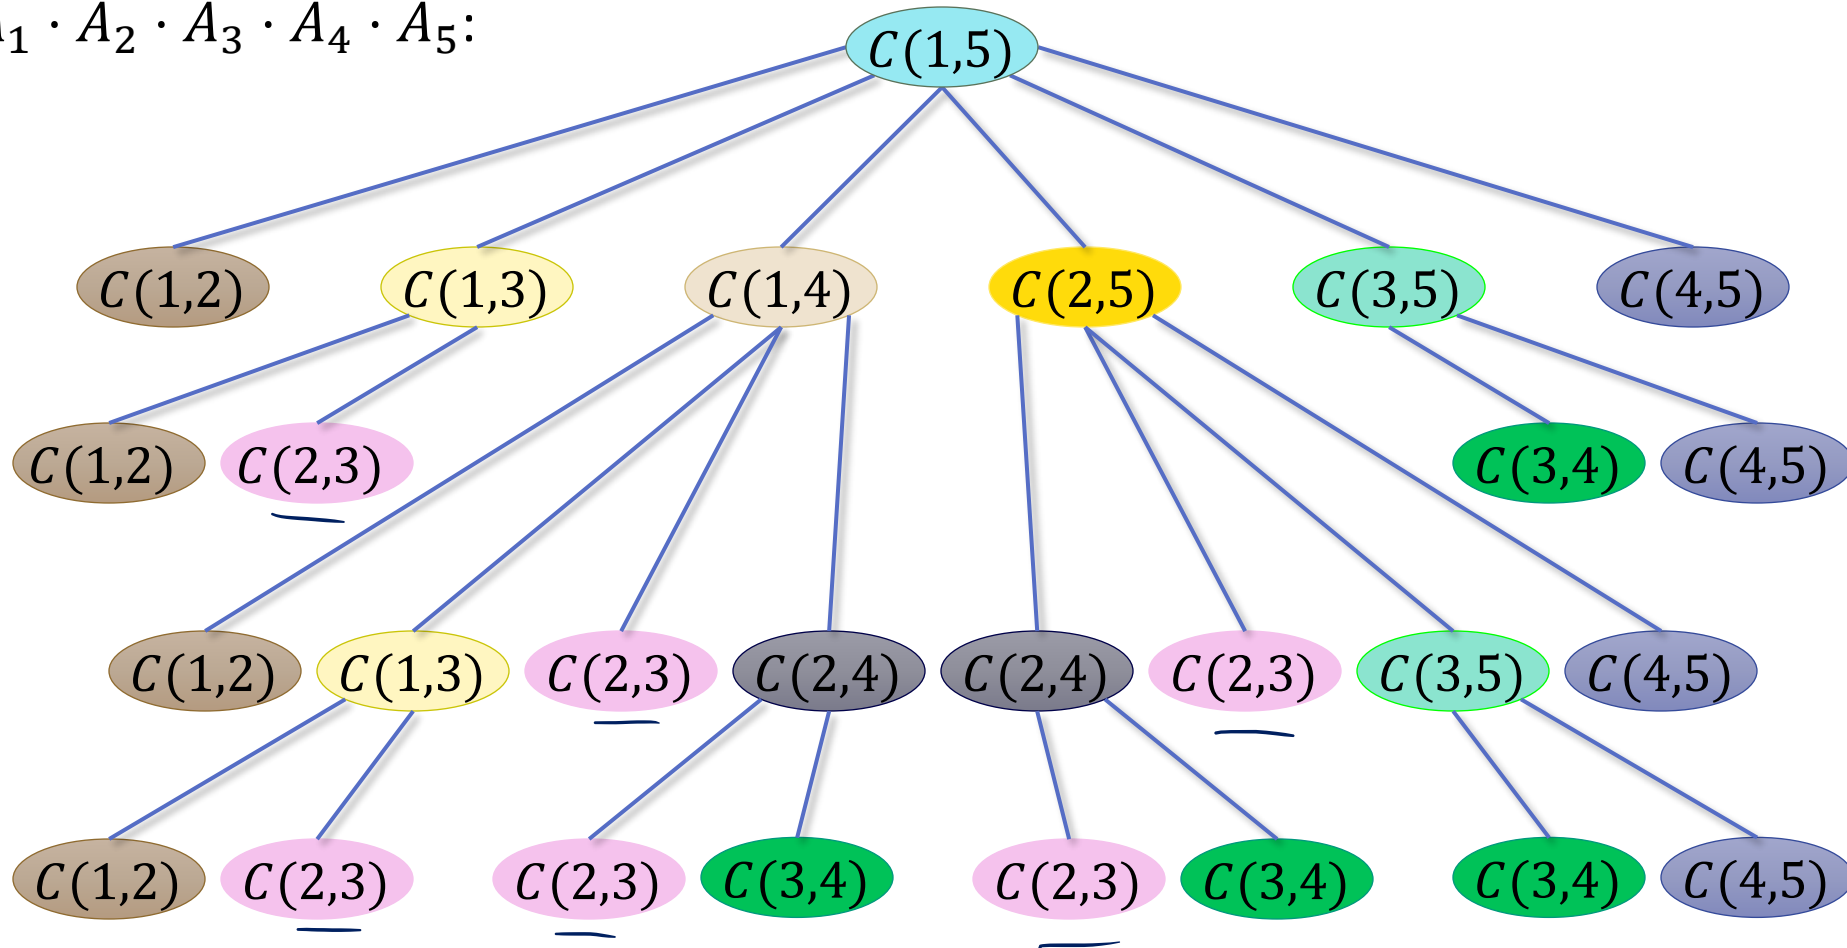 A₁ · A₂ · A₃ · A₄ · A₅:
C(1,5)
C(1,2) C(1,3) C(1,4) C(2,5) C(3,5) C(4,5)
C(1,2) C(2,3) C(3,4) C(4,5)
C(1,2) C(1,3) C(2,3) C(2,4) C(2,4) C(2,3) C(3,5) C(4,5)
C(1,2) C(2,3) C(2,3) C(3,4) C(2,3) C(3,4) C(3,4) C(4,5)